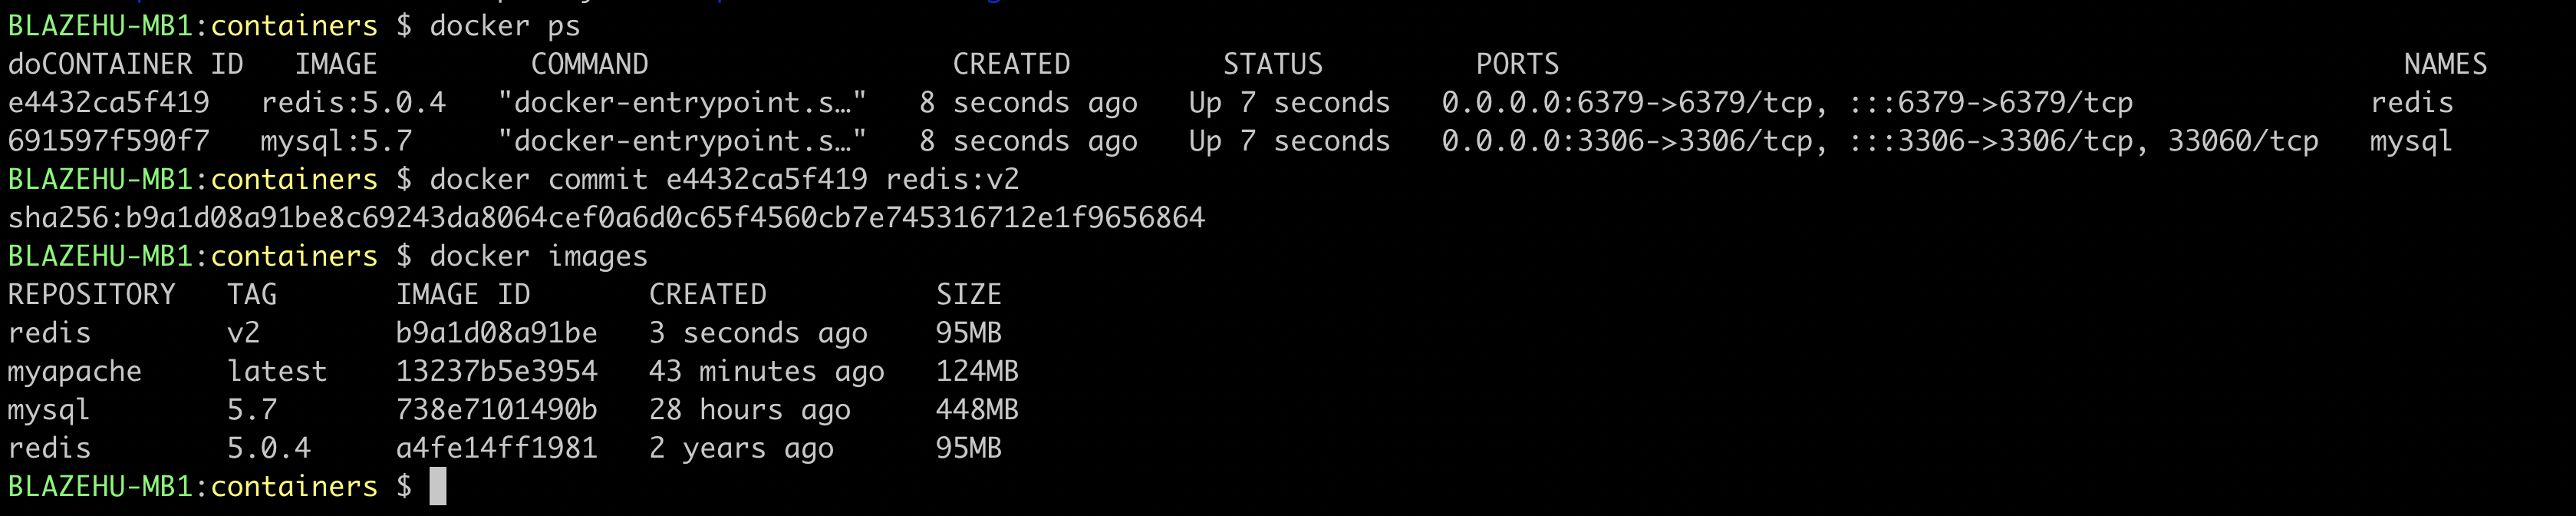 BLAZEHU-MB1:containers $ docker ps
doCONTAINER ID   IMAGE         COMMAND                  CREATED         STATUS         PORTS                                                  NAMES
e4432ca5f419   redis:5.0.4   "docker-entrypoint.s…"   8 seconds ago   Up 7 seconds   0.0.0.0:6379->6379/tcp, :::6379->6379/tcp              redis
691597f590f7   mysql:5.7     "docker-entrypoint.s…"   8 seconds ago   Up 7 seconds   0.0.0.0:3306->3306/tcp, :::3306->3306/tcp, 33060/tcp   mysql
BLAZEHU-MB1:containers $ docker commit e4432ca5f419 redis:v2
sha256:b9a1d08a91be8c69243da8064cef0a6d0c65f4560cb7e745316712e1f9656864
BLAZEHU-MB1:containers $ docker images
REPOSITORY   TAG       IMAGE ID       CREATED          SIZE
redis        v2        b9a1d08a91be   3 seconds ago    95MB
myapache     latest    13237b5e3954   43 minutes ago   124MB
mysql        5.7       738e7101490b   28 hours ago     448MB
redis        5.0.4     a4fe14ff1981   2 years ago      95MB
BLAZEHU-MB1:containers $